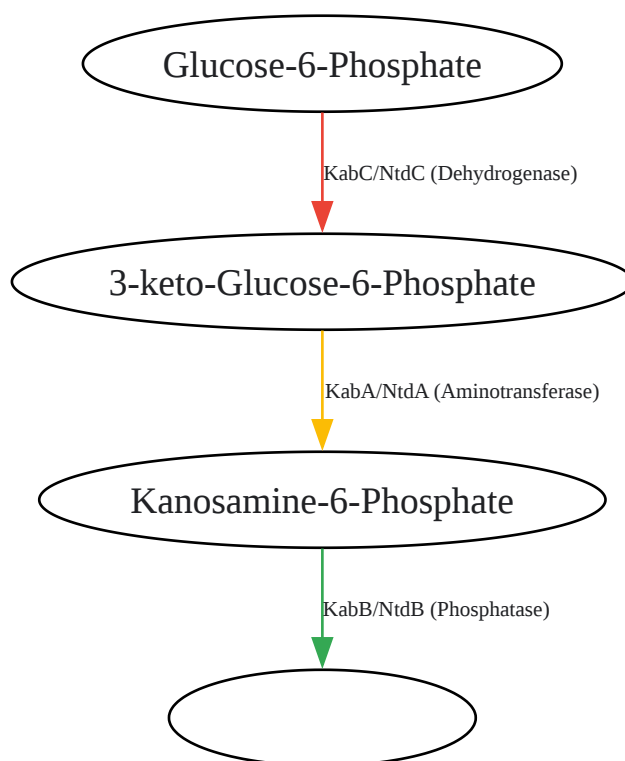 Glucose-6-Phosphate
KabC/NtdC (Dehydrogenase)
3-keto-Glucose-6-Phosphate
KabA/NtdA (Aminotransferase)
Kanosamine-6-Phosphate
KabB/NtdB (Phosphatase)